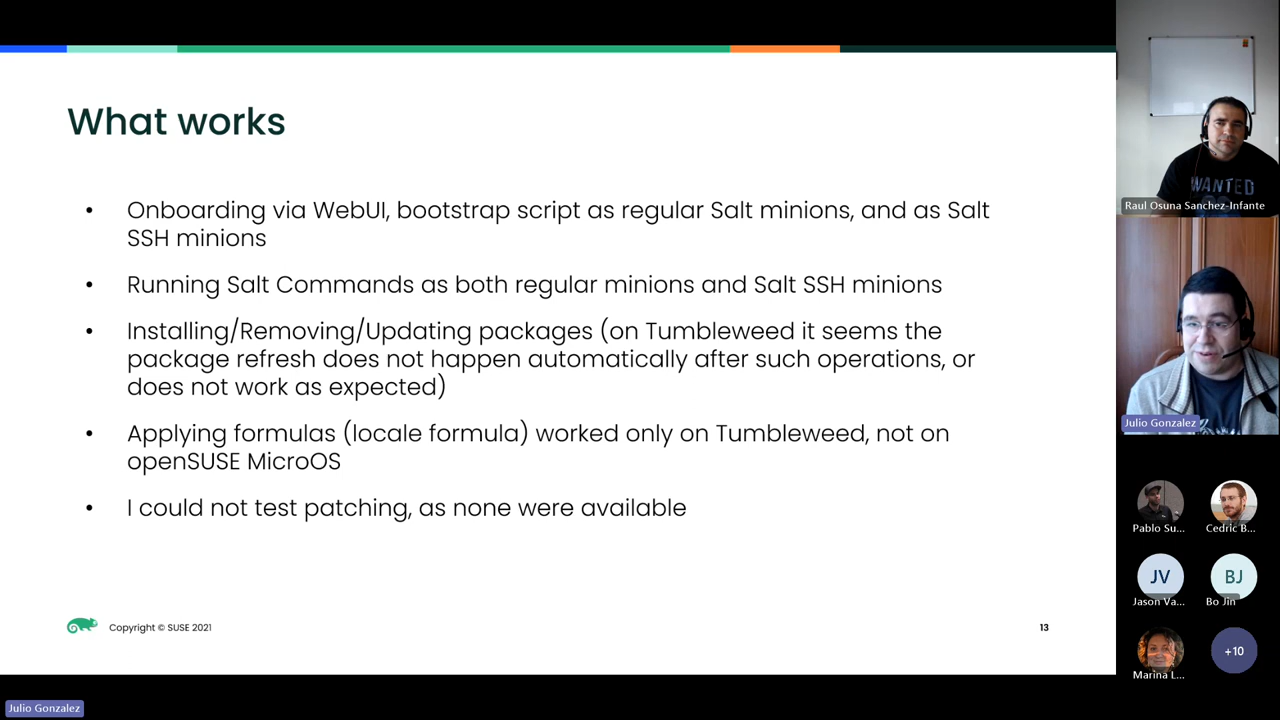 What works
• Onboarding via WebUI, bootstrap script as regular Salt minions, and as Salt
SSH minions
• Running Salt Commands as both regular minions and Salt SSH minions
• Installing/Removing/Updating packages (on Tumbleweed it seems the
package refresh does not happen automatically after such operations, or
does not work as expected)
• Applying formulas (locale formula) worked only on Tumbleweed, not on
openSUSE MicroOS
• I could not test patching, as none were available
Copyright © SUSE 2021
13
WANTED
Raul Osuna Sanchez-Infante
Julio Gonzalez
Pablo Su...
Cedric B...
JV
Jason Va...
BJ
Bo Jin
Marina L...
+10
Julio Gonzalez